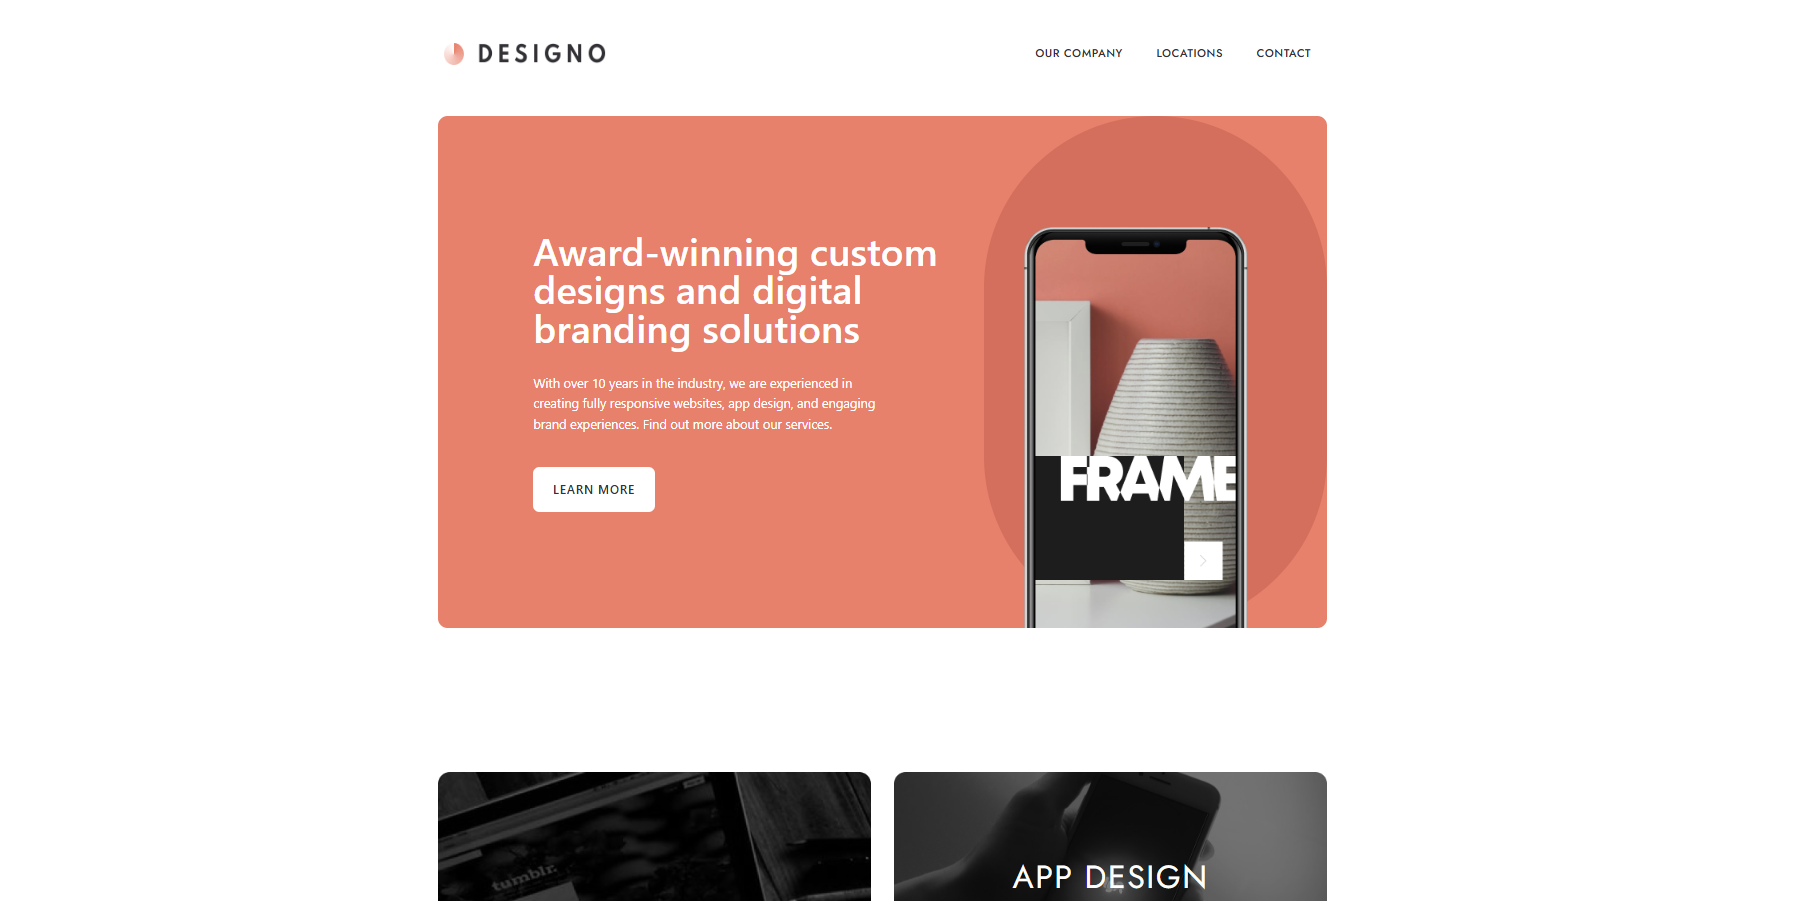 DESIGNO
OUR COMPANY
LOCATIONS
CONTACT
Award-winning custom
designs and digital
branding solutions
With over 10 years in the industry, we are experienced in
creating fully responsive websites, app design, and engaging
brand experiences. Find out more about our services.
LEARN MORE
FRAME
tumblr.
APP DESIGN